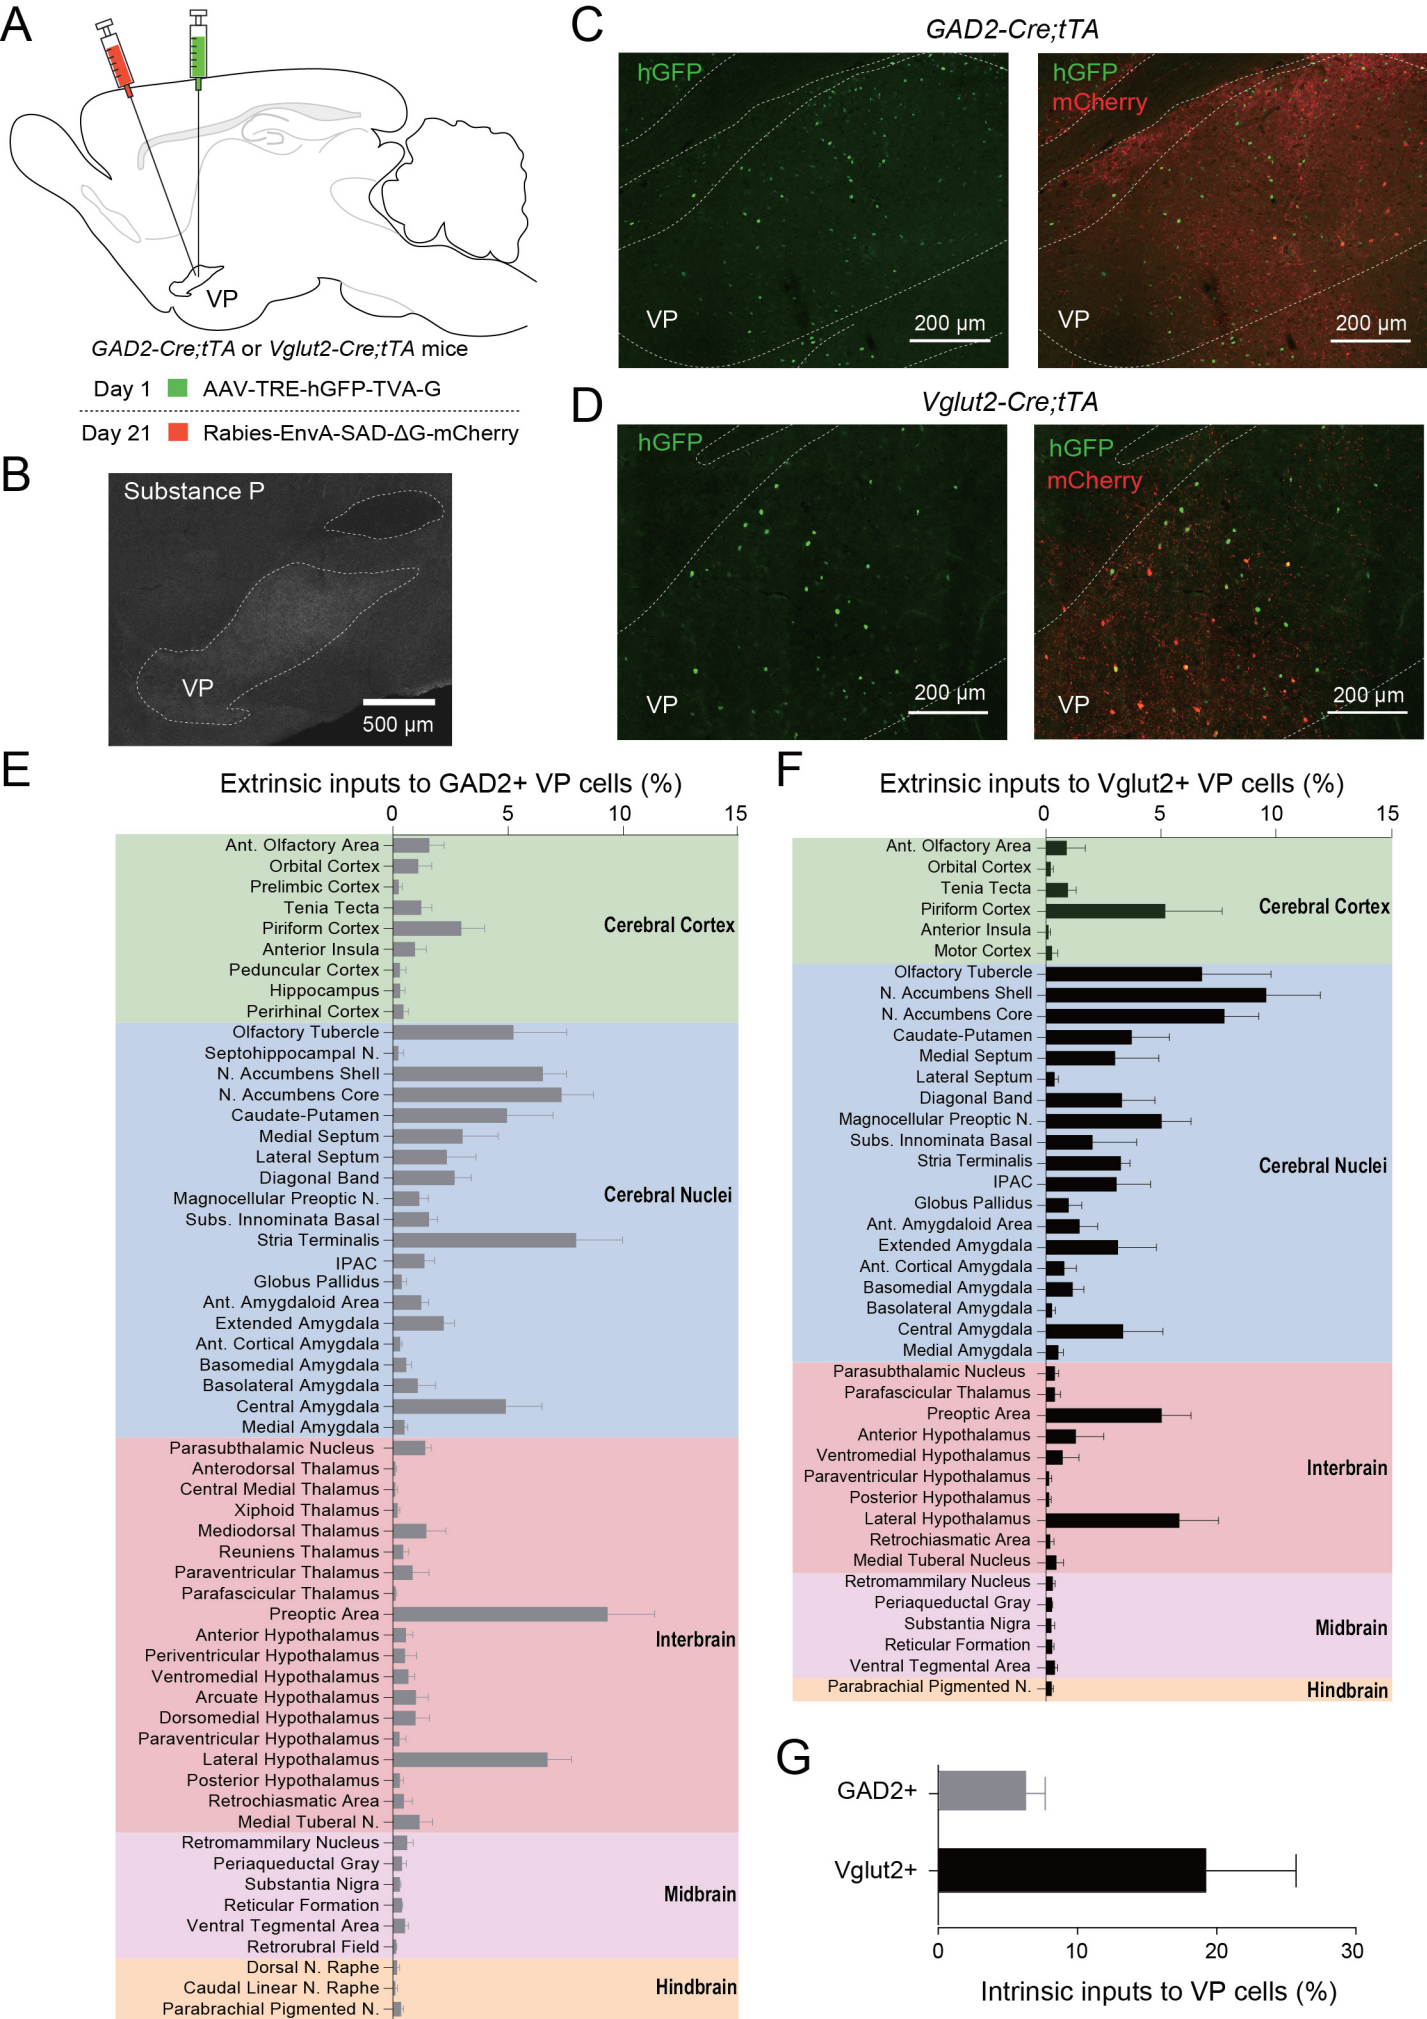 A
VP
GAD2-Cre;tTA or Vglut2-Cre;tTA mice
Day 1 AAV-TRE-hGFP-TVA-G
Day 21 Rabies-EnvA-SAD-ΔG-mCherry
B
Substance P
VP
500 µm
C
GAD2-Cre;tTA
hGFP
VP
200 µm
hGFP
mCherry
VP
200 µm
D
Vglut2-Cre;tTA
hGFP
VP
200 µm
hGFP
mCherry
VP
200 µm
E
Extrinsic inputs to GAD2+ VP cells (%)
0 5 10 15
Ant. Olfactory Area
Orbital Cortex
Prelimbic Cortex
Tenia Tecta
Piriform Cortex
Anterior Insula
Peduncular Cortex
Hippocampus
Perirhinal Cortex
Cerebral Cortex
Olfactory Tubercle
Septohippocampal N.
N. Accumbens Shell
N. Accumbens Core
Caudate-Putamen
Medial Septum
Lateral Septum
Diagonal Band
Magnocellular Preoptic N.
Subs. Innominata Basal
Stria Terminalis
IPAC
Globus Pallidus
Ant. Amygdaloid Area
Extended Amygdala
Ant. Cortical Amygdala
Basomedial Amygdala
Basolateral Amygdala
Central Amygdala
Medial Amygdala
Cerebral Nuclei
Parasubthalamic Nucleus
Anterodorsal Thalamus
Central Medial Thalamus
Xiphoid Thalamus
Mediodorsal Thalamus
Reuniens Thalamus
Paraventricular Thalamus
Parafascicular Thalamus
Preoptic Area
Anterior Hypothalamus
Periventricular Hypothalamus
Ventromedial Hypothalamus
Arcuate Hypothalamus
Dorsomedial Hypothalamus
Paraventricular Hypothalamus
Lateral Hypothalamus
Posterior Hypothalamus
Retrochiasmatic Area
Medial Tuberal N.
Interbrain
Retromammilary Nucleus
Periaqueductal Gray
Substantia Nigra
Reticular Formation
Ventral Tegmental Area
Retrorubral Field
Midbrain
Dorsal N. Raphe
Caudal Linear N. Raphe
Parabrachial Pigmented N.
Hindbrain
F
Extrinsic inputs to Vglut2+ VP cells (%)
0 5 10 15
Ant. Olfactory Area
Orbital Cortex
Tenia Tecta
Piriform Cortex
Anterior Insula
Motor Cortex
Cerebral Cortex
Olfactory Tubercle
N. Accumbens Shell
N. Accumbens Core
Caudate-Putamen
Medial Septum
Lateral Septum
Diagonal Band
Magnocellular Preoptic N.
Subs. Innominata Basal
Stria Terminalis
IPAC
Globus Pallidus
Ant. Amygdaloid Area
Extended Amygdala
Ant. Cortical Amygdala
Basomedial Amygdala
Basolateral Amygdala
Central Amygdala
Medial Amygdala
Cerebral Nuclei
Parasubthalamic Nucleus
Parafascicular Thalamus
Preoptic Area
Anterior Hypothalamus
Ventromedial Hypothalamus
Paraventricular Hypothalamus
Posterior Hypothalamus
Lateral Hypothalamus
Retrochiasmatic Area
Medial Tuberal Nucleus
Interbrain
Retromammilary Nucleus
Periaqueductal Gray
Substantia Nigra
Reticular Formation
Ventral Tegmental Area
Midbrain
Parabrachial Pigmented N.
Hindbrain
G
GAD2+
Vglut2+
0 10 20 30
Intrinsic inputs to VP cells (%)